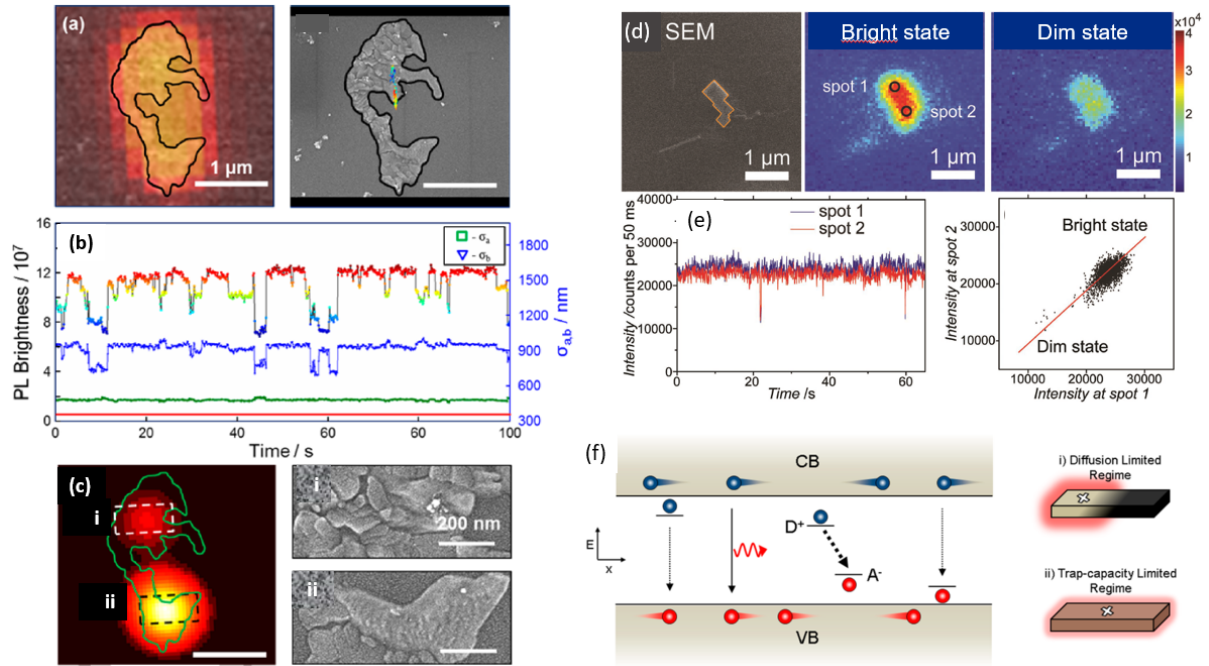 (a)
1 μm
(b)
PL Brightness / 10⁷
16
12
8
4
0
- σₐ
- σ_b
1800
1500
1200
900
600
300
σₐ,b / nm
0 20 40 60 80 100
Time / s
(c)
i
ii
i
200 nm
ii
(d) SEM
Bright state
Dim state
spot 1
spot 2
1 μm
1 μm
1 μm
x10⁴
4
3
2
1
(e)
Intensity /counts per 50 ms
40000
30000
20000
10000
0
spot 1
spot 2
0 20 40 60
Time /s
Intensity at spot 2
30000
20000
10000
Bright state
Dim state
10000 20000 30000
Intensity at spot 1
(f)
CB
E
x
D⁺
A⁻
VB
i) Diffusion Limited
Regime
ii) Trap-capacity Limited
Regime